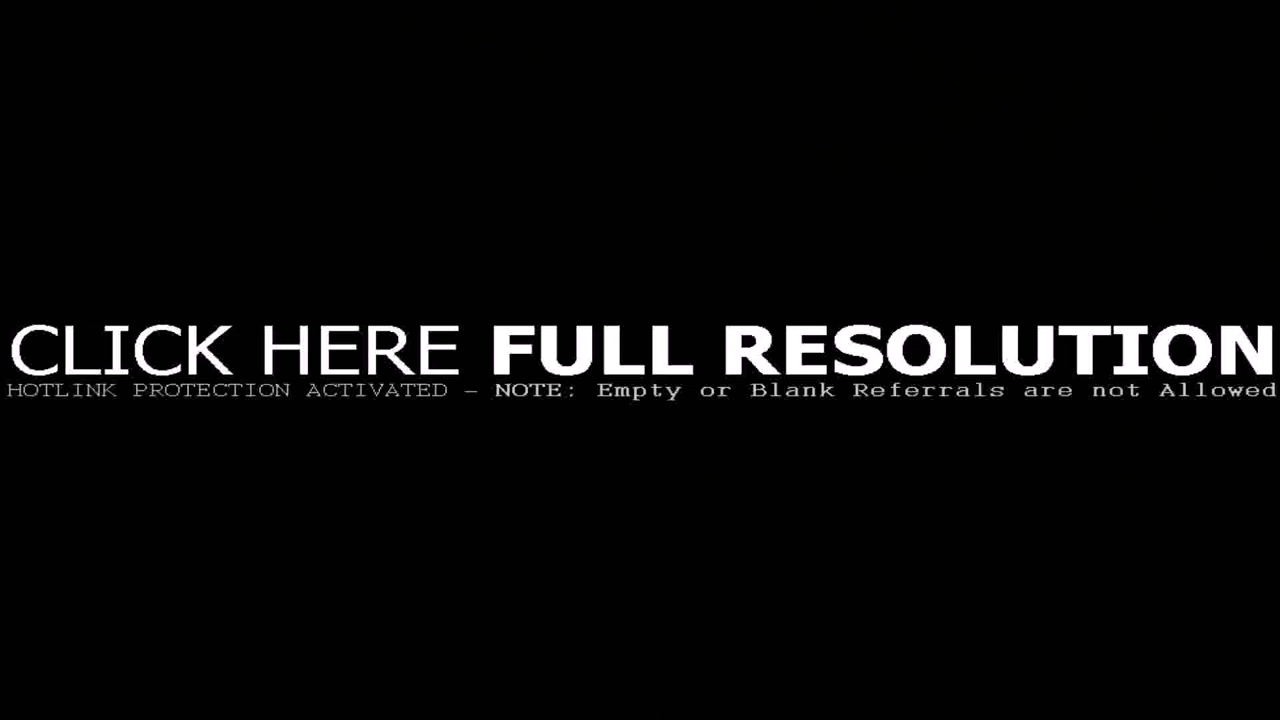 CLICK HERE FULL RESOLUTION
HOTLINK PROTECTION ACTIVATED - NOTE: Empty or Blank Referrals are not Allowed